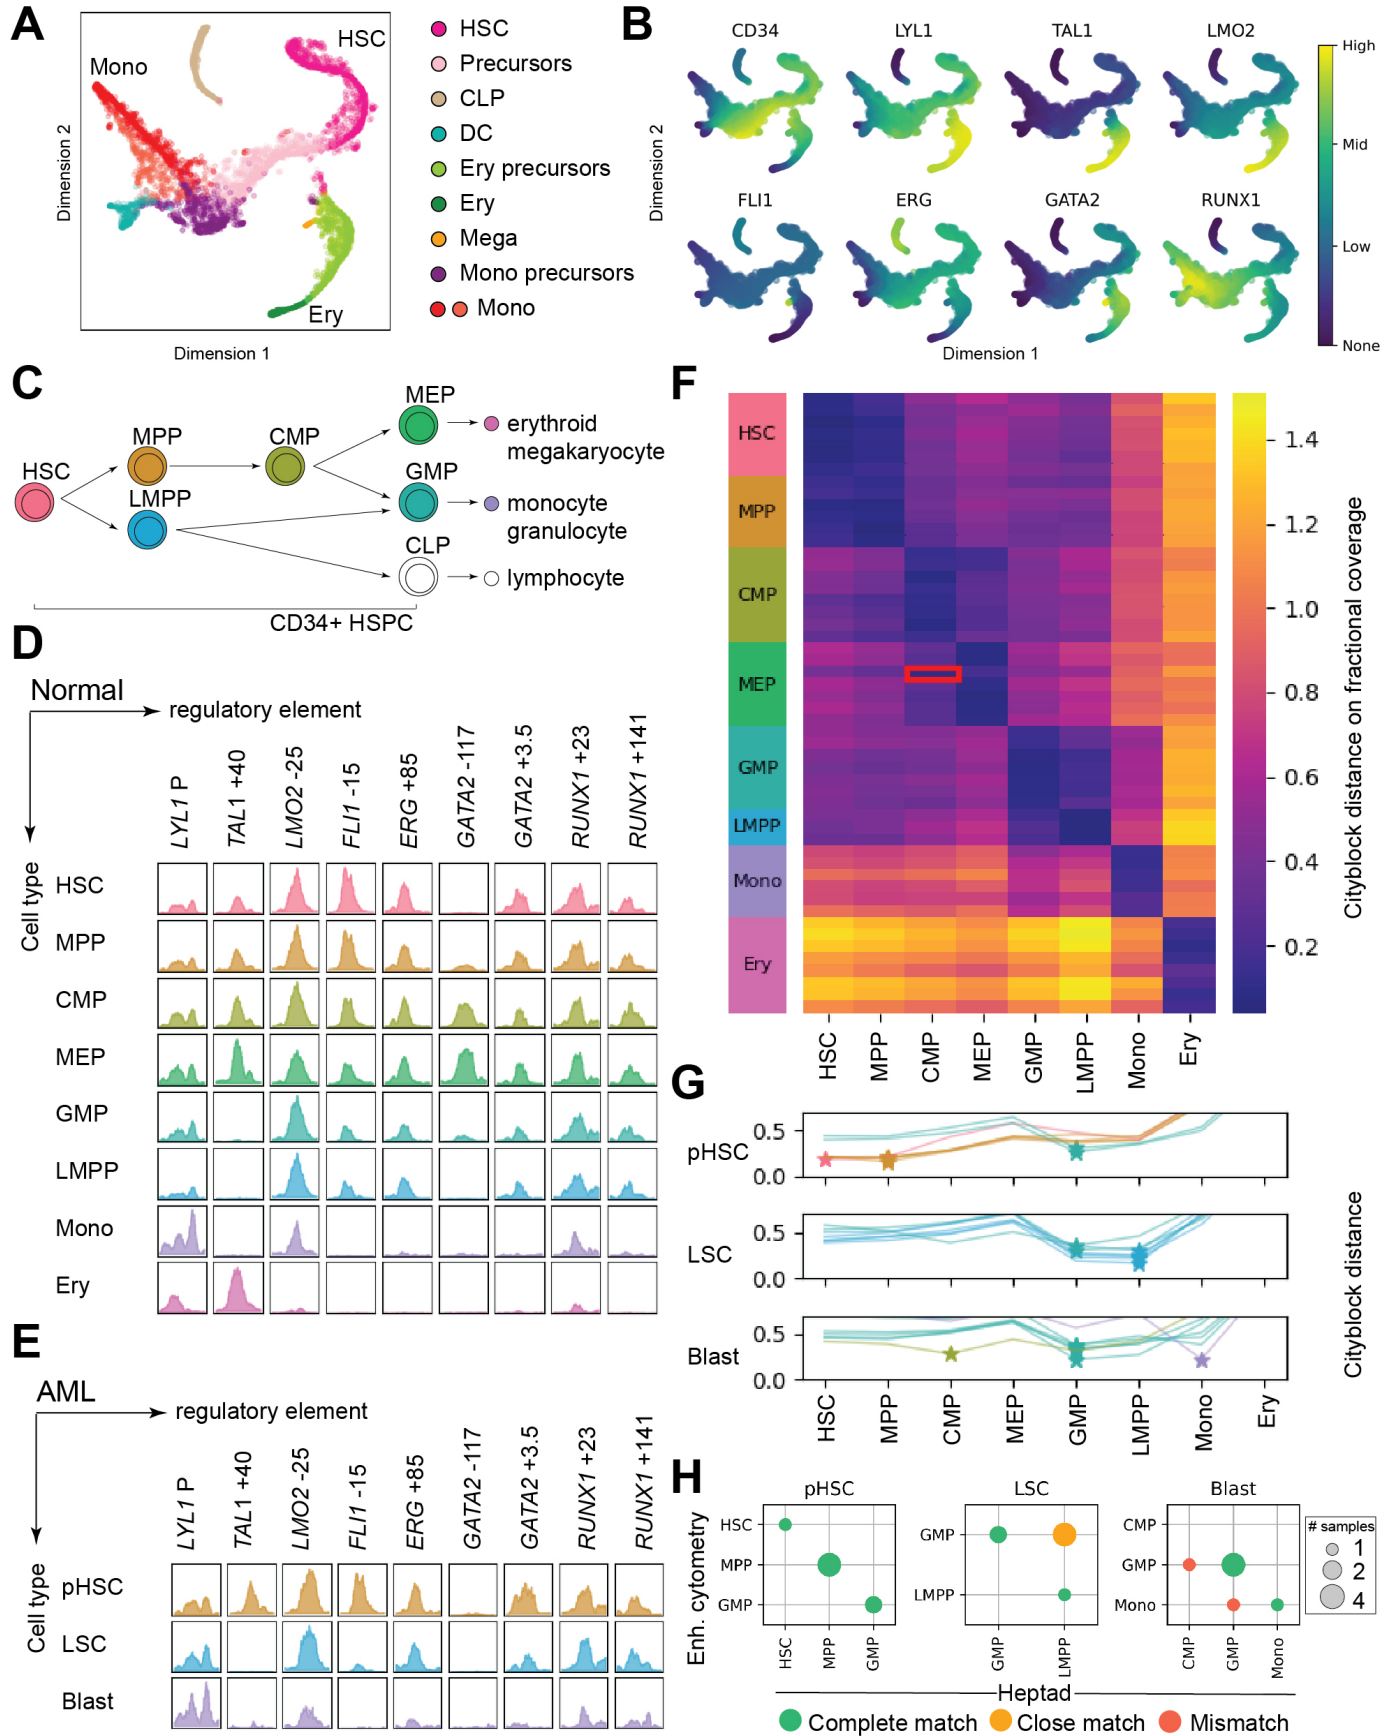 A
Mono
HSC
Ery
Dimension 2
Dimension 1
HSC
Precursors
CLP
DC
Ery precursors
Ery
Mega
Mono precursors
Mono
B
CD34
LYL1
TAL1
LMO2
FLI1
ERG
GATA2
RUNX1
Dimension 2
Dimension 1
High
Mid
Low
None
C
HSC
MPP
LMPP
CMP
MEP
GMP
CLP
erythroid
megakaryocyte
monocyte
granulocyte
lymphocyte
CD34+ HSPC
D
Normal
regulatory element
Cell type
LYL1 P
TAL1 +40
LMO2 -25
FLI1 -15
ERG +85
GATA2 -117
GATA2 +3.5
RUNX1 +23
RUNX1 +141
HSC
MPP
CMP
MEP
GMP
LMPP
Mono
Ery
E
AML
regulatory element
Cell type
LYL1 P
TAL1 +40
LMO2 -25
FLI1 -15
ERG +85
GATA2 -117
GATA2 +3.5
RUNX1 +23
RUNX1 +141
pHSC
LSC
Blast
F
HSC
MPP
CMP
MEP
GMP
LMPP
Mono
Ery
HSC
MPP
CMP
MEP
GMP
LMPP
Mono
Ery
1.4
1.2
1.0
0.8
0.6
0.4
0.2
Cityblock distance on fractional coverage
G
pHSC
0.5
0.0
LSC
0.5
0.0
Blast
0.5
0.0
HSC
MPP
CMP
MEP
GMP
LMPP
Mono
Ery
Cityblock distance
H
Enh. cytometry
pHSC
HSC
MPP
GMP
HSC
MPP
GMP
LSC
GMP
LMPP
GMP
LMPP
Blast
CMP
GMP
Mono
CMP
GMP
Mono
# samples
1
2
4
Heptad
Complete match
Close match
Mismatch